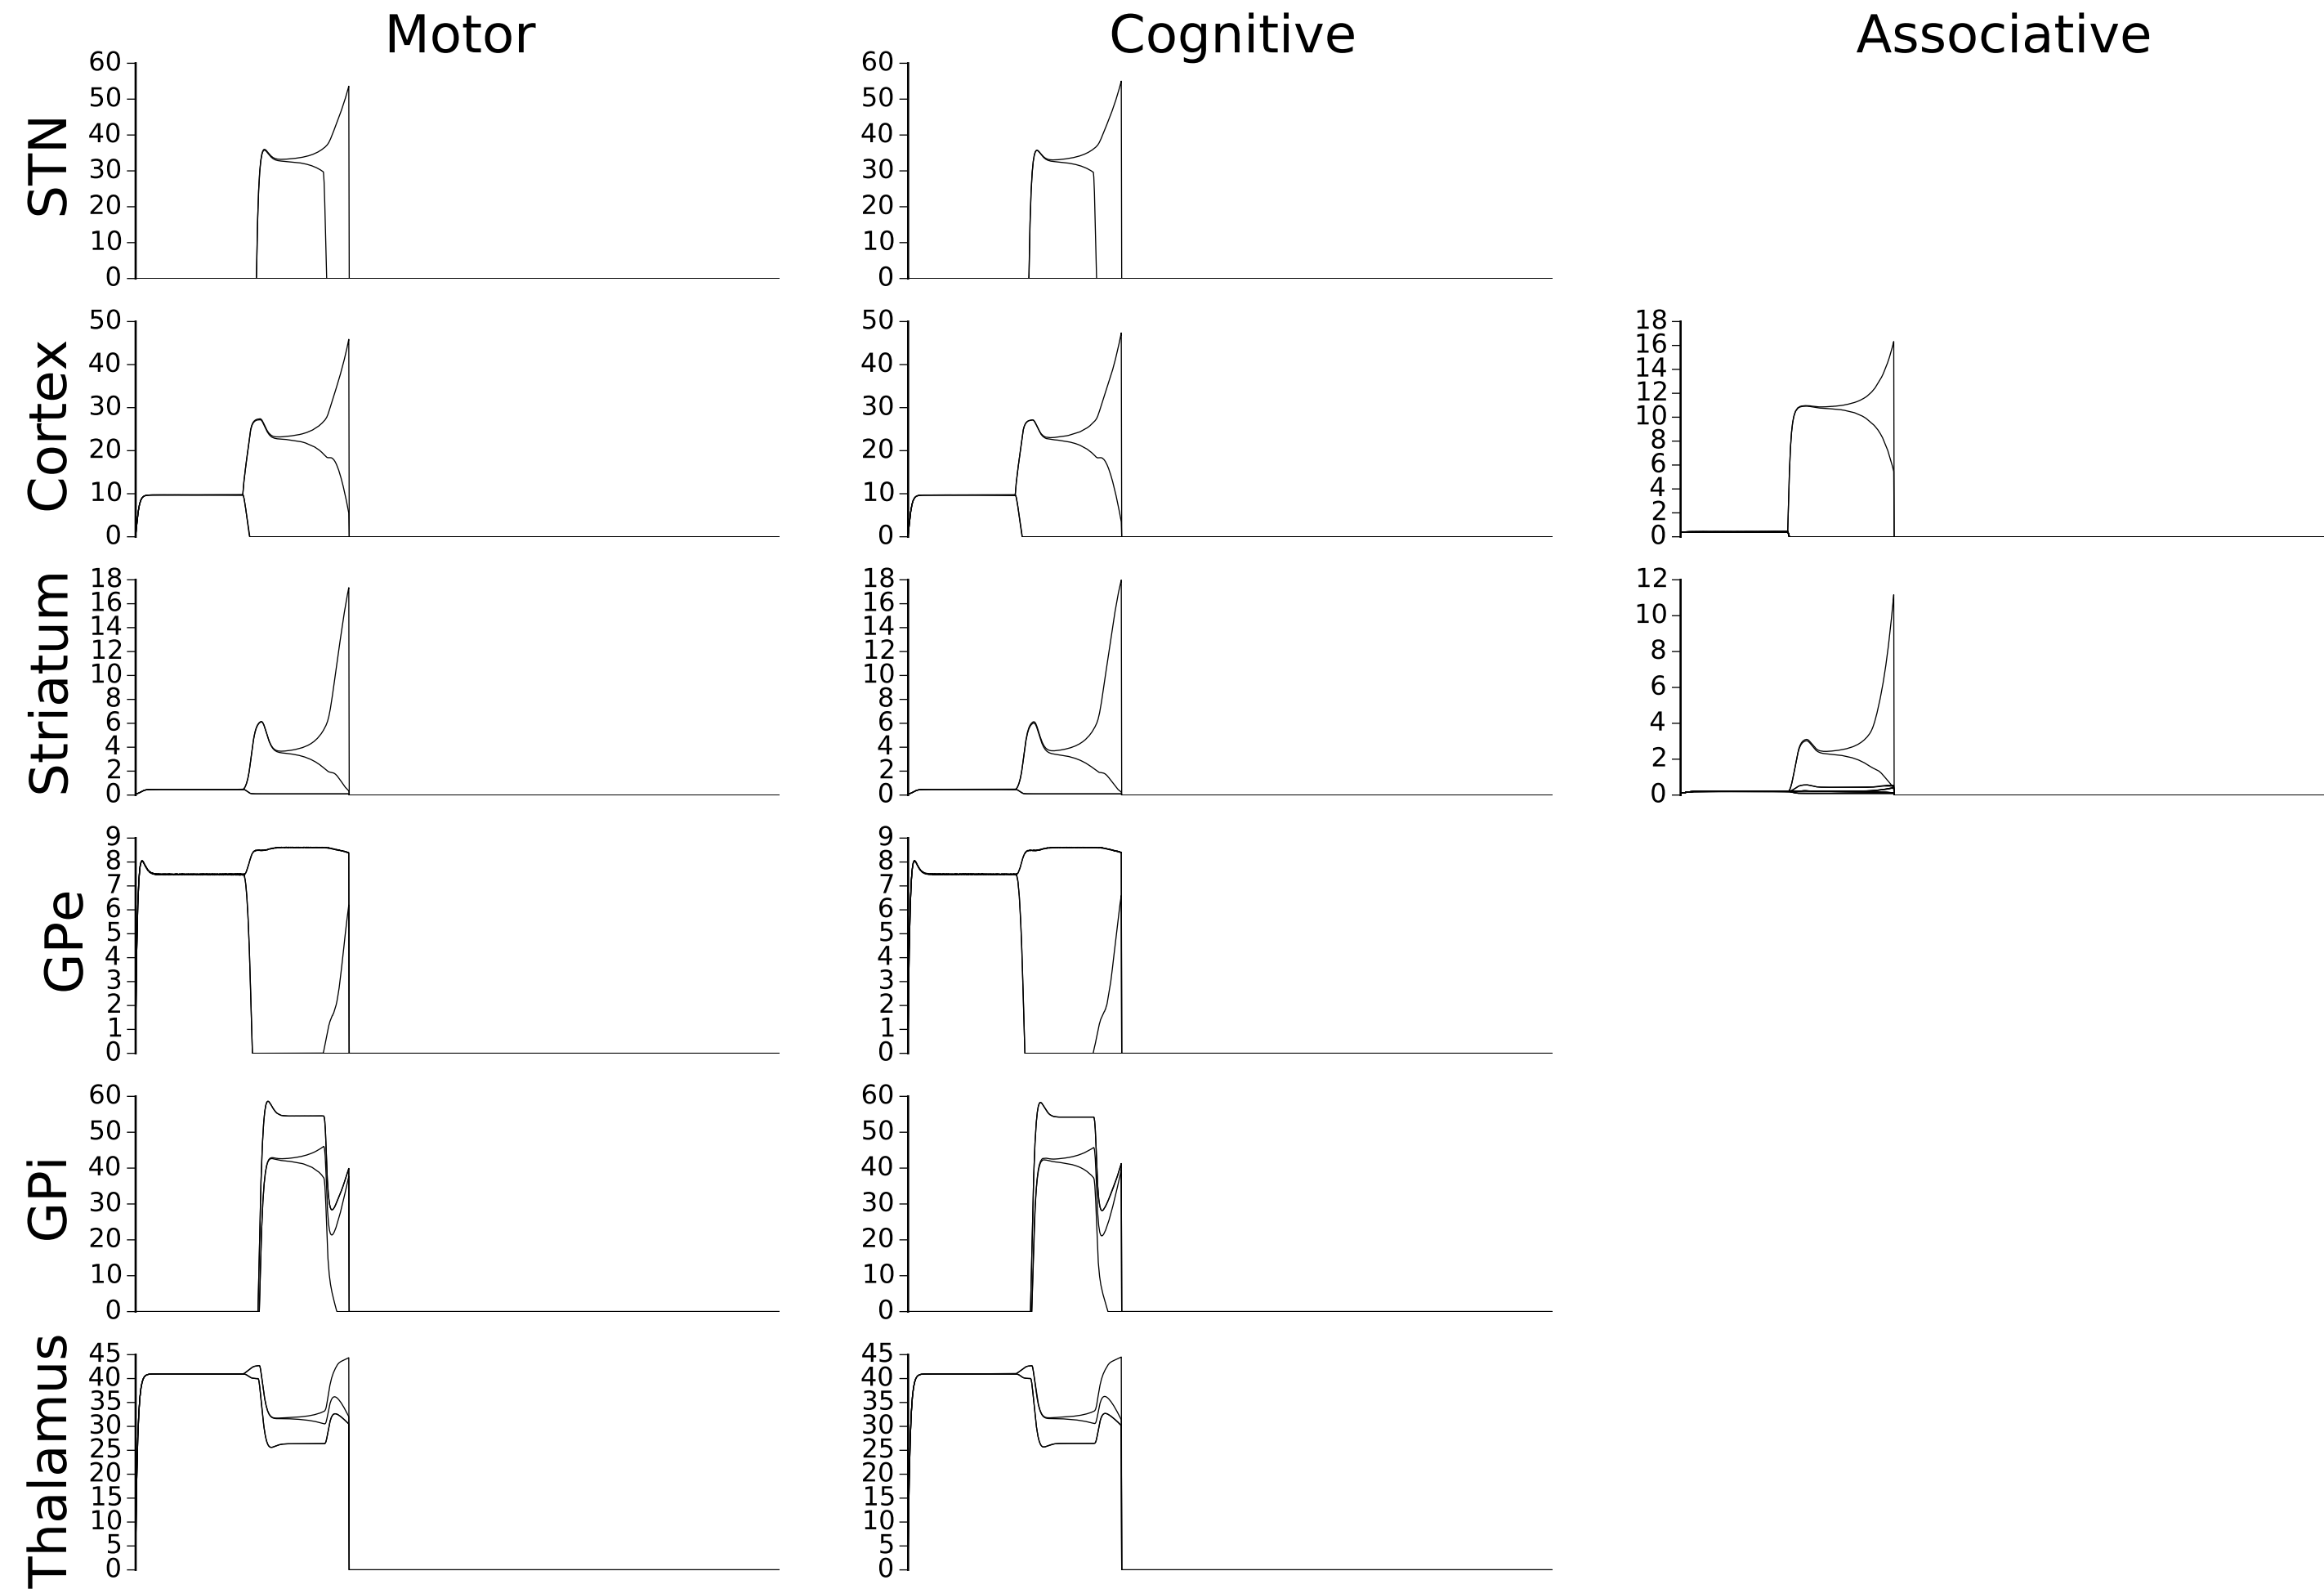 Motor Cognitive Associative
STN
60 50 40 30 20 10 0
60 50 40 30 20 10 0
Cortex
50 40 30 20 10 0
50 40 30 20 10 0
18 16 14 12 10 8 6 4 2 0
Striatum
18 16 14 12 10 8 6 4 2 0
18 16 14 12 10 8 6 4 2 0
12 10 8 6 4 2 0
GPe
9 8 7 6 5 4 3 2 1 0
9 8 7 6 5 4 3 2 1 0
GPi
60 50 40 30 20 10 0
60 50 40 30 20 10 0
Thalamus
45 40 35 30 25 20 15 10 5 0
45 40 35 30 25 20 15 10 5 0